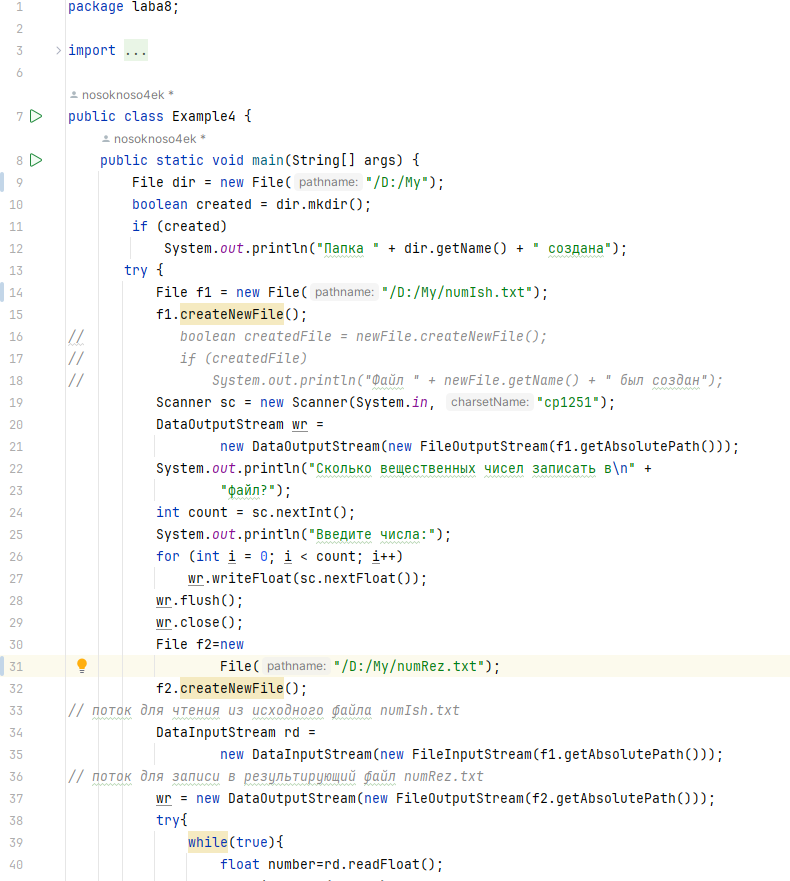 1 package laba8;
2
3 import ...
6
nosoknoso4ek *
7 public class Example4 {
nosoknoso4ek *
8 public static void main(String[] args) {
9 File dir = new File( pathname: "/D:/My");
10 boolean created = dir.mkdir();
11 if (created)
12 System.out.println("Папка " + dir.getName() + " создана");
13 try {
14 File f1 = new File( pathname: "/D:/My/numIsh.txt");
15 f1.createNewFile();
16 // boolean createdFile = newFile.createNewFile();
17 // if (createdFile)
18 // System.out.println("Файл " + newFile.getName() + " был создан");
19 Scanner sc = new Scanner(System.in, charsetName: "cp1251");
20 DataOutputStream wr =
21 new DataOutputStream(new FileOutputStream(f1.getAbsolutePath()));
22 System.out.println("Сколько вещественных чисел записать в\n" +
23 "файл?");
24 int count = sc.nextInt();
25 System.out.println("Введите числа:");
26 for (int i = 0; i < count; i++)
27 wr.writeFloat(sc.nextFloat());
28 wr.flush();
29 wr.close();
30 File f2=new
31 File( pathname: "/D:/My/numRez.txt");
32 f2.createNewFile();
33 // поток для чтения из исходного файла numIsh.txt
34 DataInputStream rd =
35 new DataInputStream(new FileInputStream(f1.getAbsolutePath()));
36 // поток для записи в результирующий файл numRez.txt
37 wr = new DataOutputStream(new FileOutputStream(f2.getAbsolutePath()));
38 try{
39 while(true){
40 float number=rd.readFloat();